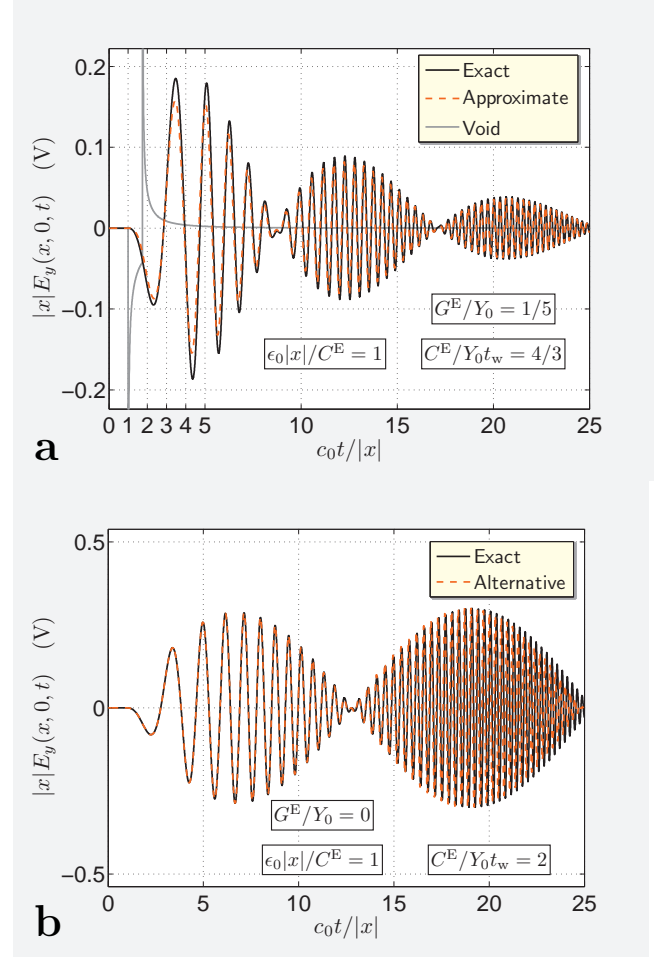 0.2
0.1
0
−0.1
−0.2
|x|E_y(x, 0, t) (V)
Exact
Approximate
Void
G^E/Y_0 = 1/5
ϵ_0|x|/C^E = 1
C^E/Y_0t_w = 4/3
0 1 2 3 4 5 10 15 20 25
c_0t/|x|
a
0.5
0
−0.5
|x|E_y(x, 0, t) (V)
Exact
Alternative
G^E/Y_0 = 0
ϵ_0|x|/C^E = 1
C^E/Y_0t_w = 2
0 5 10 15 20 25
c_0t/|x|
b